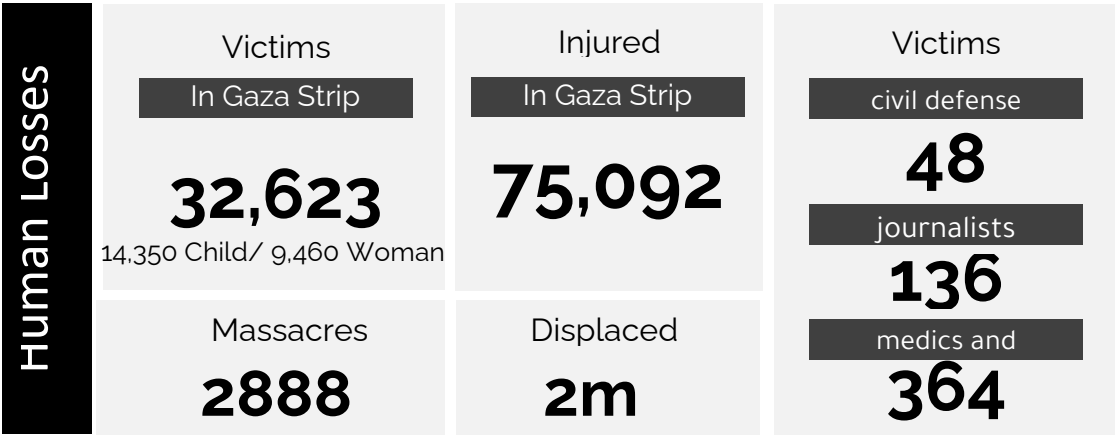 Human Losses
Victims
In Gaza Strip
32,623
14,350 Child/ 9,460 Woman
Injured
In Gaza Strip
75,092
Massacres
2888
Displaced
2m
Victims
civil defense
48
journalists
136
medics and
364